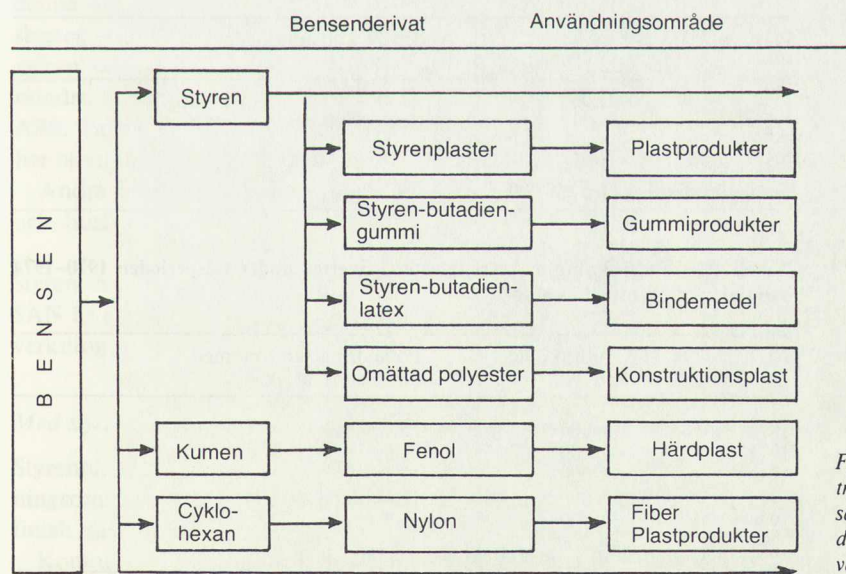 Bensenderivat Användningsområde
BENSEN
Styren
Styrenplaster Plastprodukter
Styren-butadien-
gummi
Gummiprodukter
Styren-butadien-
latex
Bindemedel
Omättad polyester Konstruktionsplast
Kumen Fenol Härdplast
Cyklo-
hexan
Nylon
Fiber
Plastprodukter